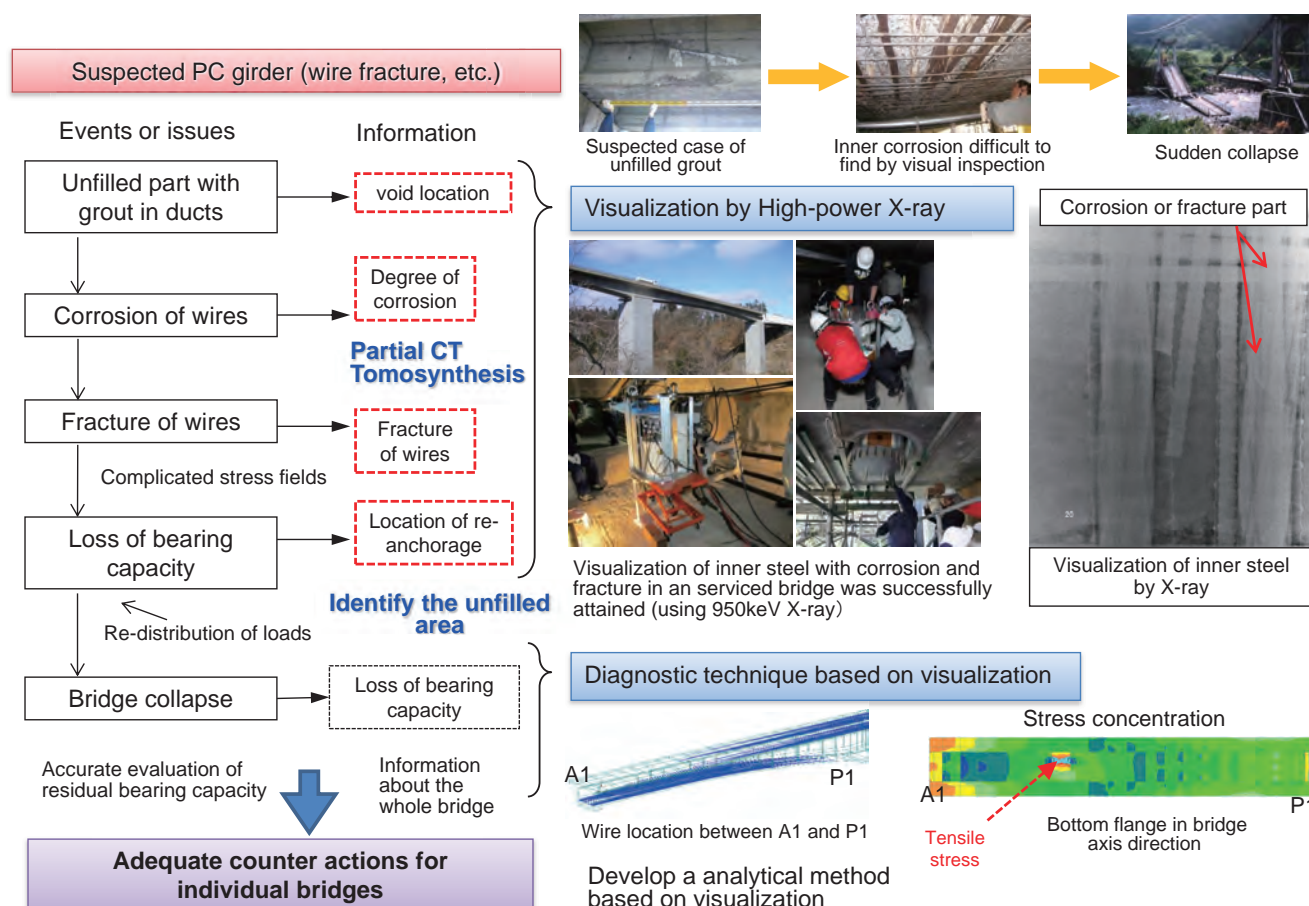 Suspected PC girder (wire fracture, etc.)
Events or issues
Information
Unfilled part with
grout in ducts
void location
Corrosion of wires
Degree of
corrosion
Partial CT
Tomosynthesis
Fracture of wires
Fracture
of wires
Complicated stress fields
Loss of bearing
capacity
Location of re-
anchorage
Identify the unfilled
area
Re-distribution of loads
Bridge collapse
Loss of bearing
capacity
Accurate evaluation of
residual bearing capacity
Information
about the
whole bridge
Adequate counter actions for
individual bridges
Suspected case of
unfilled grout
Inner corrosion difficult to
find by visual inspection
Sudden collapse
Visualization by High-power X-ray
Corrosion or fracture part
20
Visualization of inner steel with corrosion and
fracture in an serviced bridge was successfully
attained (using 950keV X-ray）
Visualization of inner steel
by X-ray
Diagnostic technique based on visualization
A1
P1
Wire location between A1 and P1
Develop a analytical method
based on visualization
Stress concentration
A1
P1
Tensile
stress
Bottom flange in bridge
axis direction